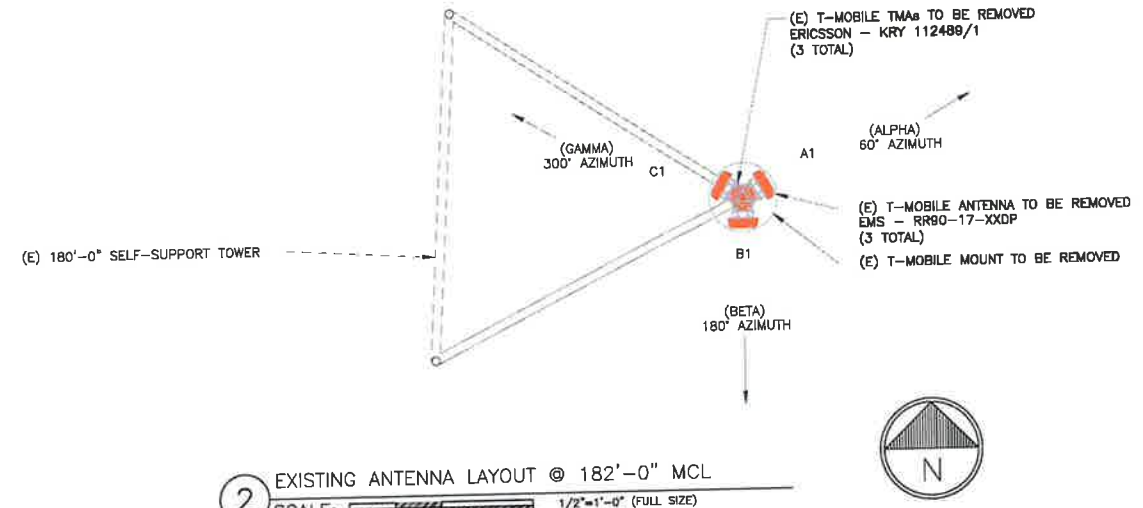 (E) T-MOBILE TMAs TO BE REMOVED
ERICSSON - KRY 112489/1
(3 TOTAL)
(ALPHA)
60° AZIMUTH
A1
(GAMMA)
300° AZIMUTH
C1
(E) T-MOBILE ANTENNA TO BE REMOVED
EMS - RR90-17-XXDP
(3 TOTAL)
(E) T-MOBILE MOUNT TO BE REMOVED
(E) 180'-0" SELF-SUPPORT TOWER
B1
(BETA)
180° AZIMUTH
N
2
EXISTING ANTENNA LAYOUT @ 182'-0" MCL
SCALE:
1/2"=1'-0" (FULL SIZE)